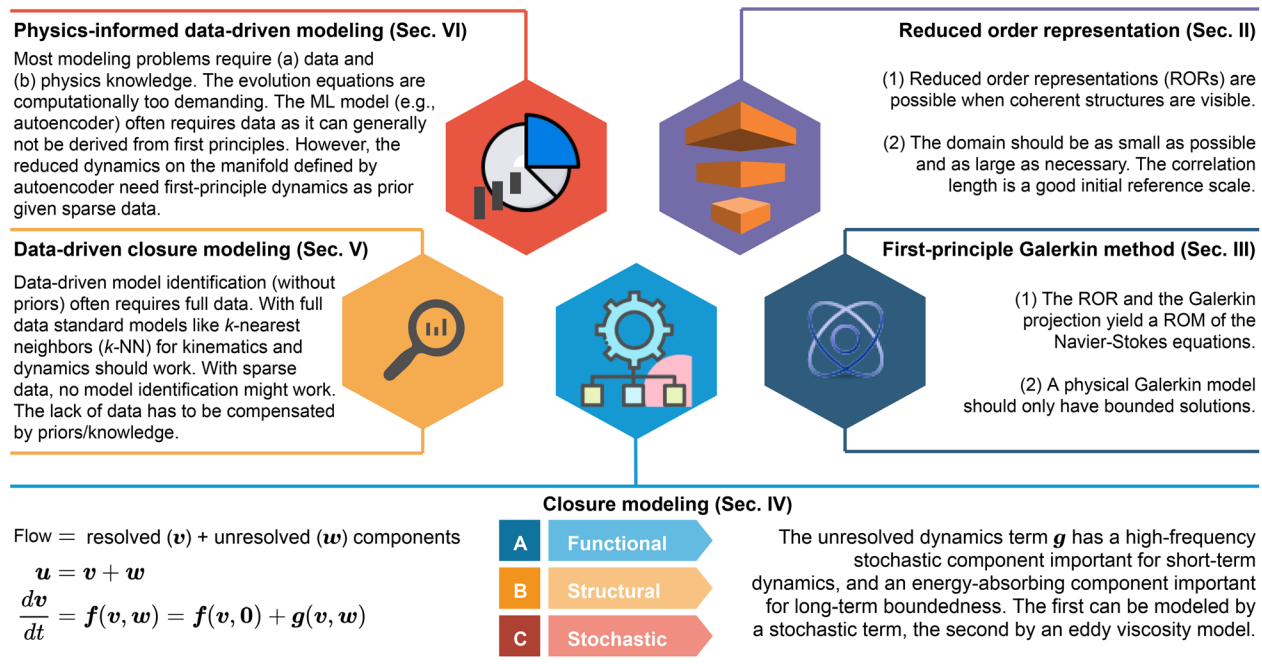 Physics-informed data-driven modeling (Sec. VI)
Most modeling problems require (a) data and
(b) physics knowledge. The evolution equations are
computationally too demanding. The ML model (e.g.,
autoencoder) often requires data as it can generally
not be derived from first principles. However, the
reduced dynamics on the manifold defined by
autoencoder need first-principle dynamics as prior
given sparse data.
Reduced order representation (Sec. II)
(1) Reduced order representations (RORs) are
possible when coherent structures are visible.
(2) The domain should be as small as possible
and as large as necessary. The correlation
length is a good initial reference scale.
Data-driven closure modeling (Sec. V)
Data-driven model identification (without
priors) often requires full data. With full
data standard models like k-nearest
neighbors (k-NN) for kinematics and
dynamics should work. With sparse
data, no model identification might work.
The lack of data has to be compensated
by priors/knowledge.
First-principle Galerkin method (Sec. III)
(1) The ROR and the Galerkin
projection yield a ROM of the
Navier-Stokes equations.
(2) A physical Galerkin model
should only have bounded solutions.
Closure modeling (Sec. IV)
Flow = resolved (v) + unresolved (w) components
u = v + w
dv/dt = f(v, w) = f(v, 0) + g(v, w)
A Functional
B Structural
C Stochastic
The unresolved dynamics term g has a high-frequency
stochastic component important for short-term
dynamics, and an energy-absorbing component important
for long-term boundedness. The first can be modeled by
a stochastic term, the second by an eddy viscosity model.